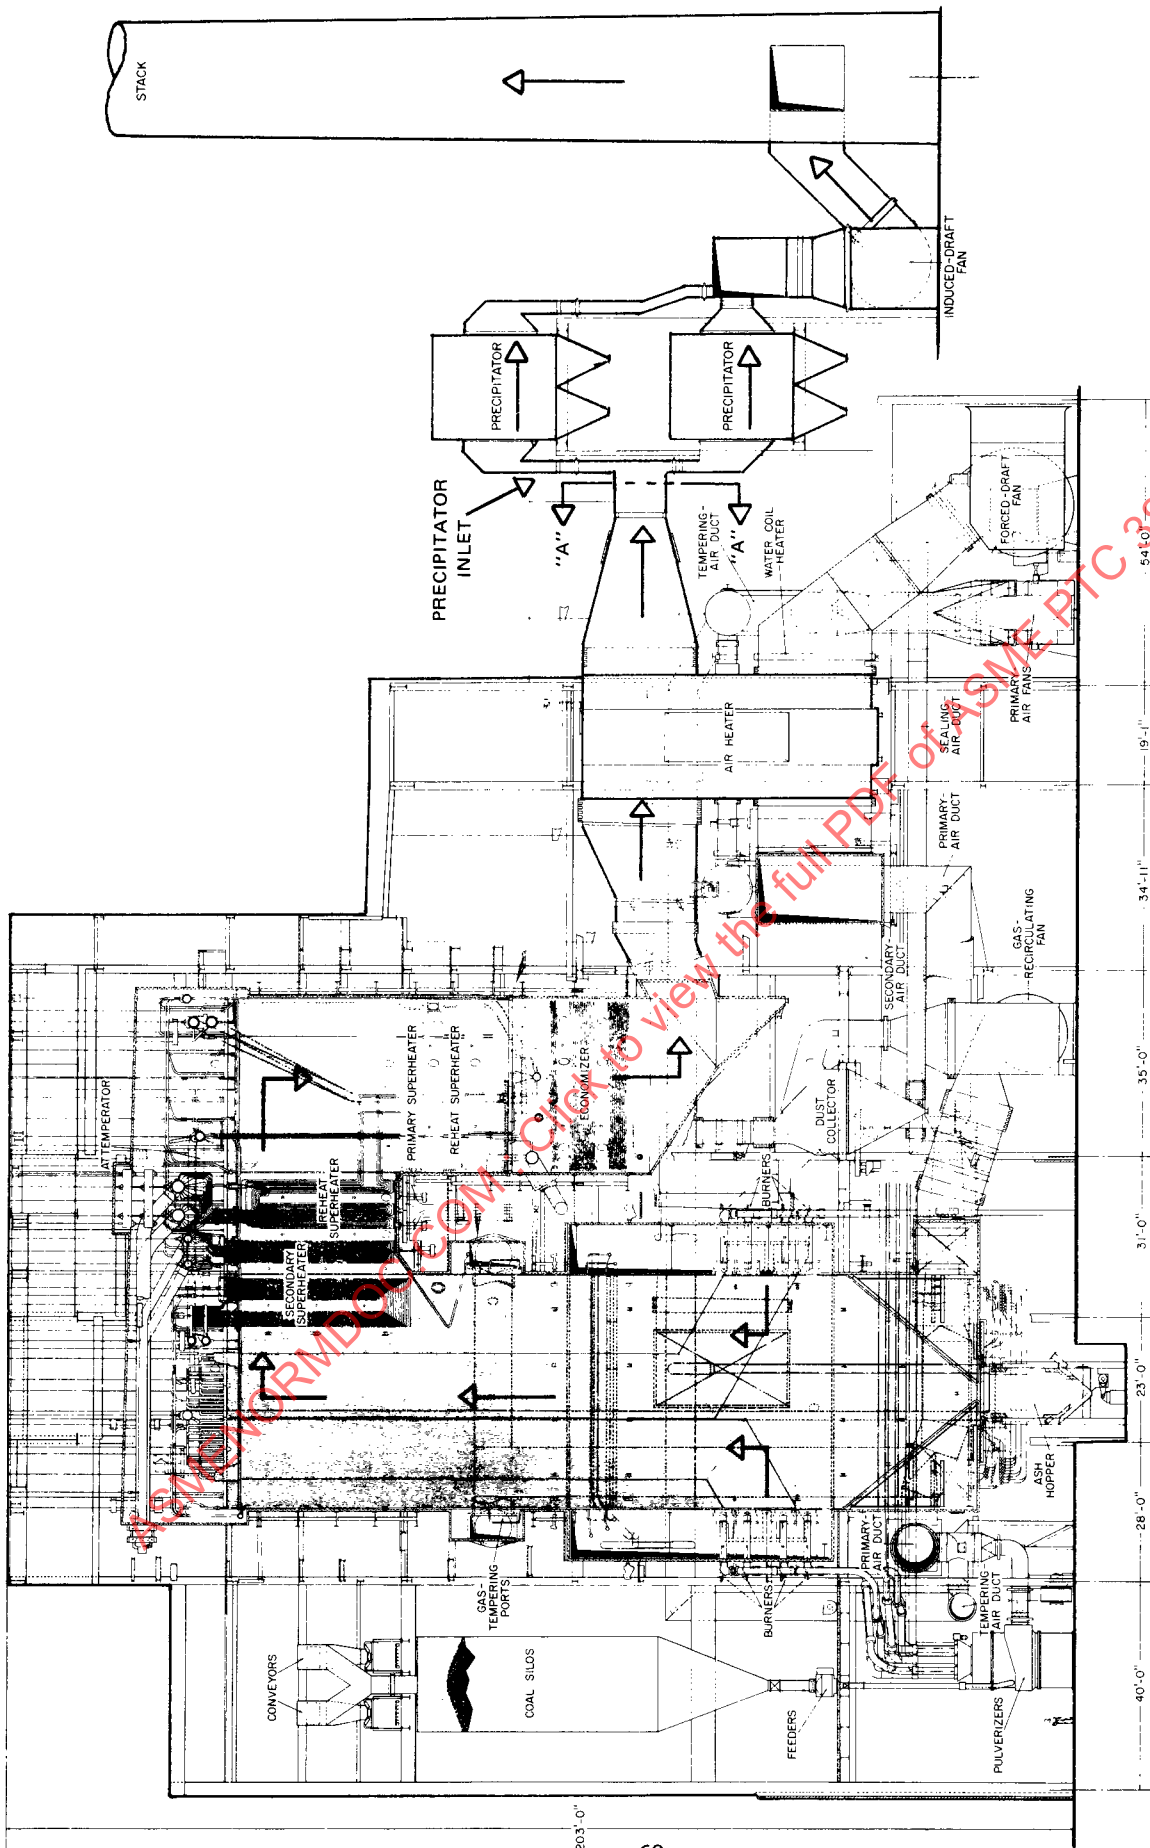 STACK
INDUCED-DRAFT
FAN
PRECIPITATOR
PRECIPITATOR
PRECIPITATOR
INLET
"A"
"A"
TEMPERING-
AIR DUCT
WATER COIL
HEATER
FORCED-DRAFT
FAN
PRIMARY-
AIR FANS
SEALING
AIR DUCT
AIR HEATER
PRIMARY-
AIR DUCT
GAS-
RECIRCULATING
FAN
SECONDARY
AIR DUCT
DUST
COLLECTOR
ATTEMPERATOR
PRIMARY SUPERHEATER
REHEAT SUPERHEATER
ECONOMIZER
REHEAT
SUPERHEATER
SECONDARY
SUPERHEATER
BURNERS
ASH
HOPPER
GAS-
TEMPERING
PORTS
BURNERS
PRIMARY-
AIR DUCT
TEMPERING
AIR DUCT
CONVEYORS
COAL SILOS
FEEDERS
PULVERIZERS
40'-0"
28'-0"
23'-0"
31'-0"
35'-0"
34'-11"
19'-1"
54'-0"
203'-0"
ASMENORMDOC.COM : Click to view the full PDF of ASME PTC